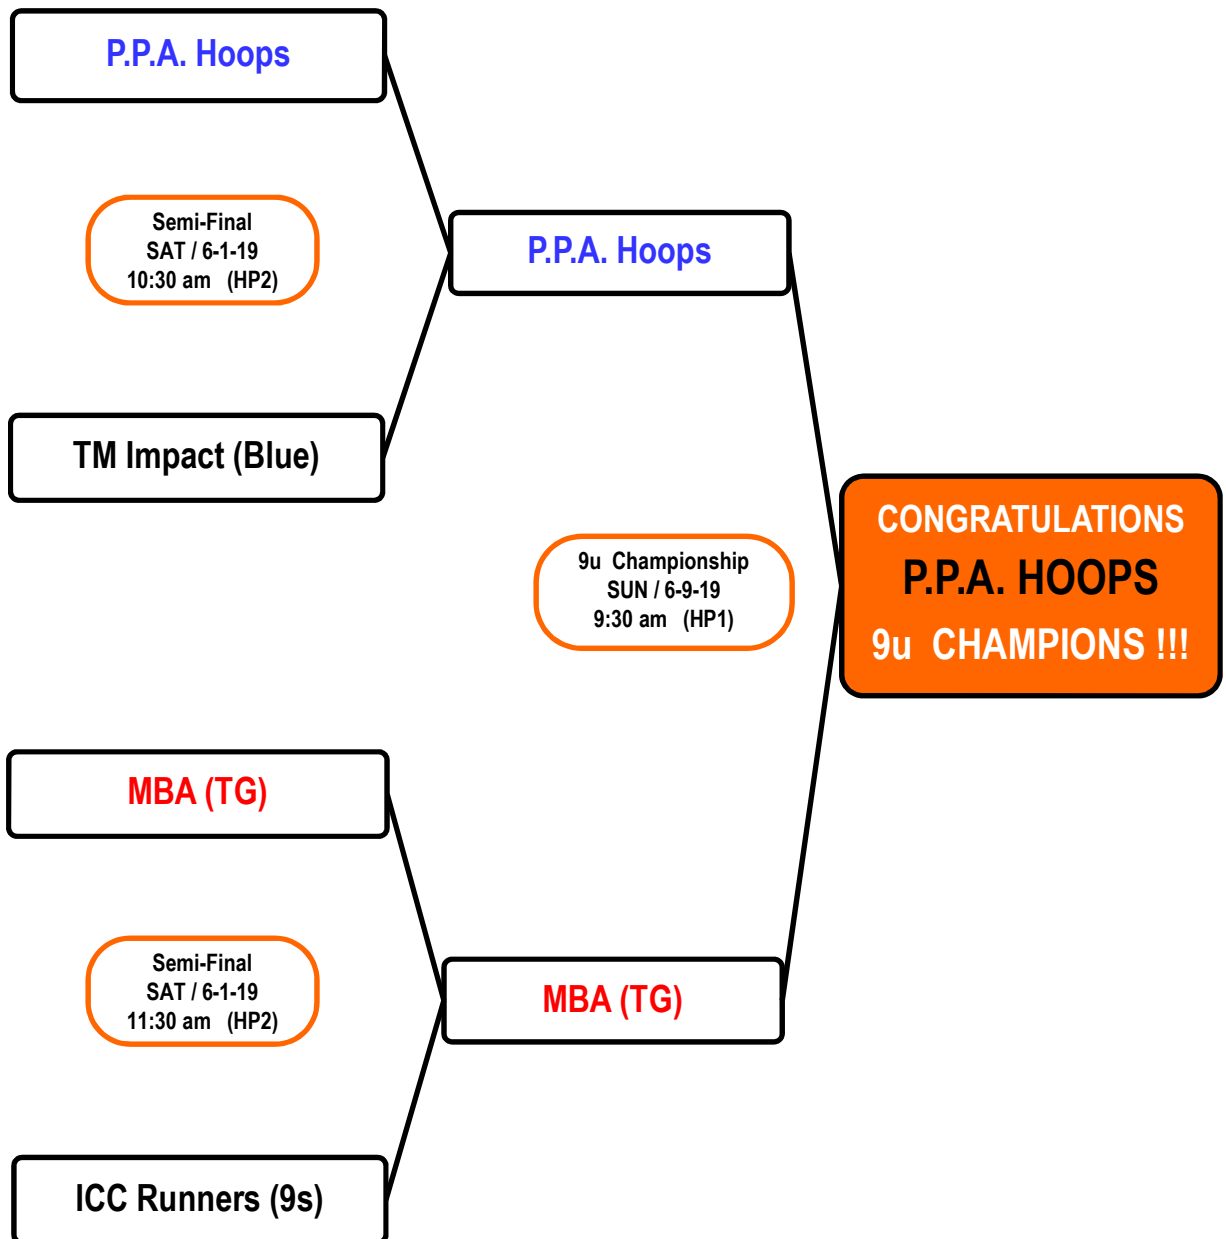 P.P.A. Hoops
Semi-Final
SAT / 6-1-19
10:30 am (HP2)
P.P.A. Hoops
TM Impact (Blue)
CONGRATULATIONS
P.P.A. HOOPS
9u CHAMPIONS !!!
9u Championship
SUN / 6-9-19
9:30 am (HP1)
MBA (TG)
Semi-Final
SAT / 6-1-19
11:30 am (HP2)
MBA (TG)
ICC Runners (9s)